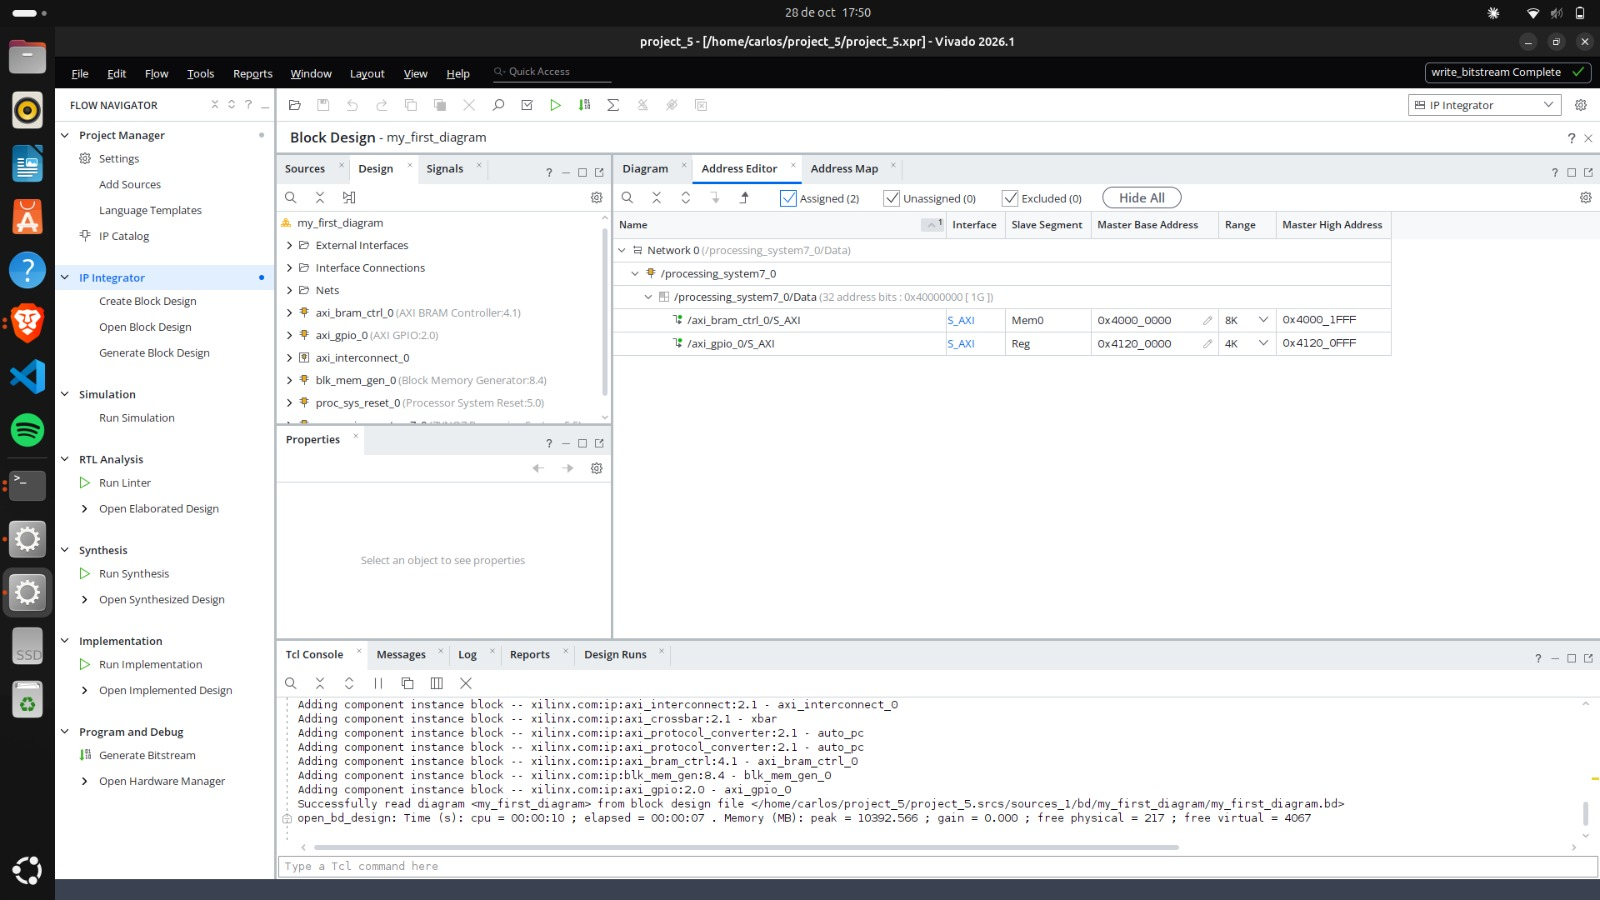 28 de oct 17:50
project_5 - [/home/carlos/project_5/project_5.xpr] - Vivado 2026.1
File Edit Flow Tools Reports Window Layout View Help Quick Access write_bitstream Complete
FLOW NAVIGATOR
IP Integrator
Project Manager
Settings
Add Sources
Language Templates
IP Catalog
IP Integrator
Create Block Design
Open Block Design
Generate Block Design
Simulation
Run Simulation
RTL Analysis
Run Linter
Open Elaborated Design
Synthesis
Run Synthesis
Open Synthesized Design
Implementation
Run Implementation
Open Implemented Design
Program and Debug
Generate Bitstream
Open Hardware Manager
SSD
Block Design - my_first_diagram
Sources Design Signals
my_first_diagram
External Interfaces
Interface Connections
Nets
axi_bram_ctrl_0 (AXI BRAM Controller:4.1)
axi_gpio_0 (AXI GPIO:2.0)
axi_interconnect_0
blk_mem_gen_0 (Block Memory Generator:8.4)
proc_sys_reset_0 (Processor System Reset:5.0)
Properties
Select an object to see properties
Diagram Address Editor Address Map
Assigned (2) Unassigned (0) Excluded (0) Hide All
Name 1 Interface Slave Segment Master Base Address Range Master High Address
Network 0 (/processing_system7_0/Data)
/processing_system7_0
/processing_system7_0/Data (32 address bits : 0x40000000 [ 1G ])
/axi_bram_ctrl_0/S_AXI S_AXI Mem0 0x4000_0000 8K 0x4000_1FFF
/axi_gpio_0/S_AXI S_AXI Reg 0x4120_0000 4K 0x4120_0FFF
Tcl Console Messages Log Reports Design Runs
Adding component instance block -- xilinx.com:ip:axi_interconnect:2.1 - axi_interconnect_0
Adding component instance block -- xilinx.com:ip:axi_crossbar:2.1 - xbar
Adding component instance block -- xilinx.com:ip:axi_protocol_converter:2.1 - auto_pc
Adding component instance block -- xilinx.com:ip:axi_protocol_converter:2.1 - auto_pc
Adding component instance block -- xilinx.com:ip:axi_bram_ctrl:4.1 - axi_bram_ctrl_0
Adding component instance block -- xilinx.com:ip:blk_mem_gen:8.4 - blk_mem_gen_0
Adding component instance block -- xilinx.com:ip:axi_gpio:2.0 - axi_gpio_0
Successfully read diagram <my_first_diagram> from block design file </home/carlos/project_5/project_5.srcs/sources_1/bd/my_first_diagram/my_first_diagram.bd>
open_bd_design: Time (s): cpu = 00:00:10 ; elapsed = 00:00:07 . Memory (MB): peak = 10392.566 ; gain = 0.000 ; free physical = 217 ; free virtual = 4067
Type a Tcl command here